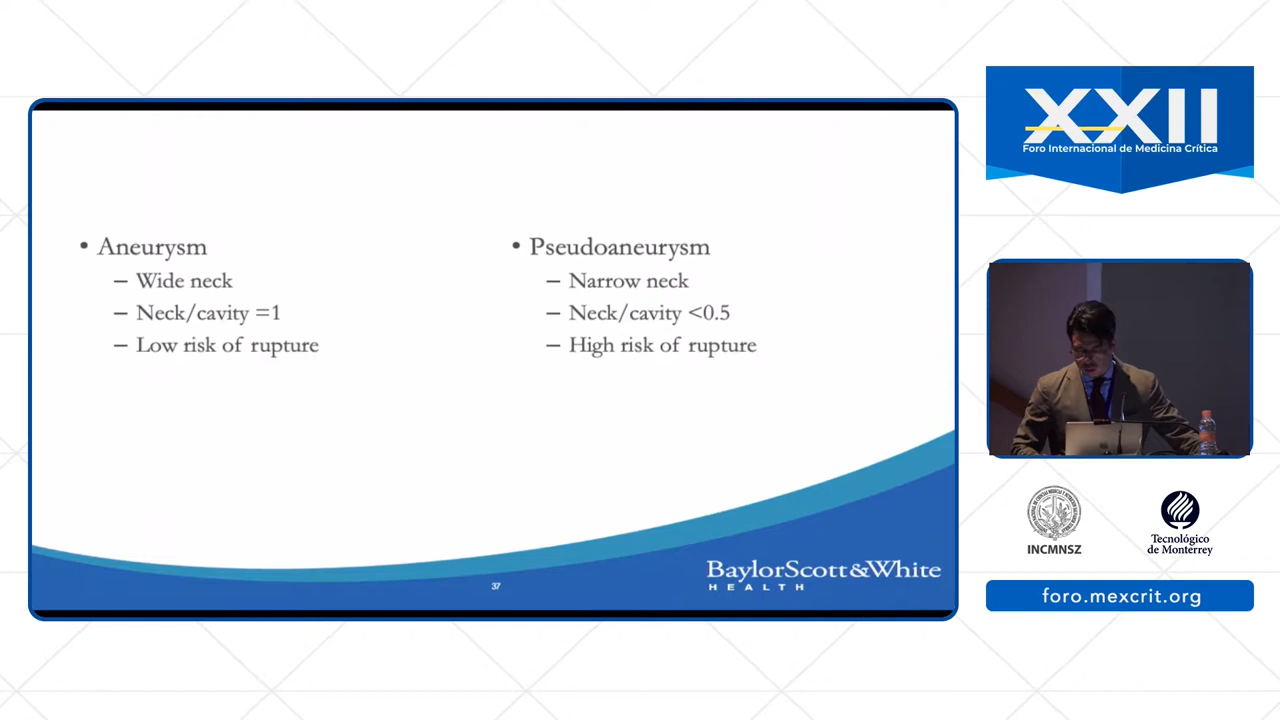 • Aneurysm
– Wide neck
– Neck/cavity =1
– Low risk of rupture
• Pseudoaneurysm
– Narrow neck
– Neck/cavity <0.5
– High risk of rupture
37
BaylorScott&White
HEALTH
XXII
Foro Internacional de Medicina Crítica
INCMNSZ
Tecnológico
de Monterrey
foro.mexcrit.org